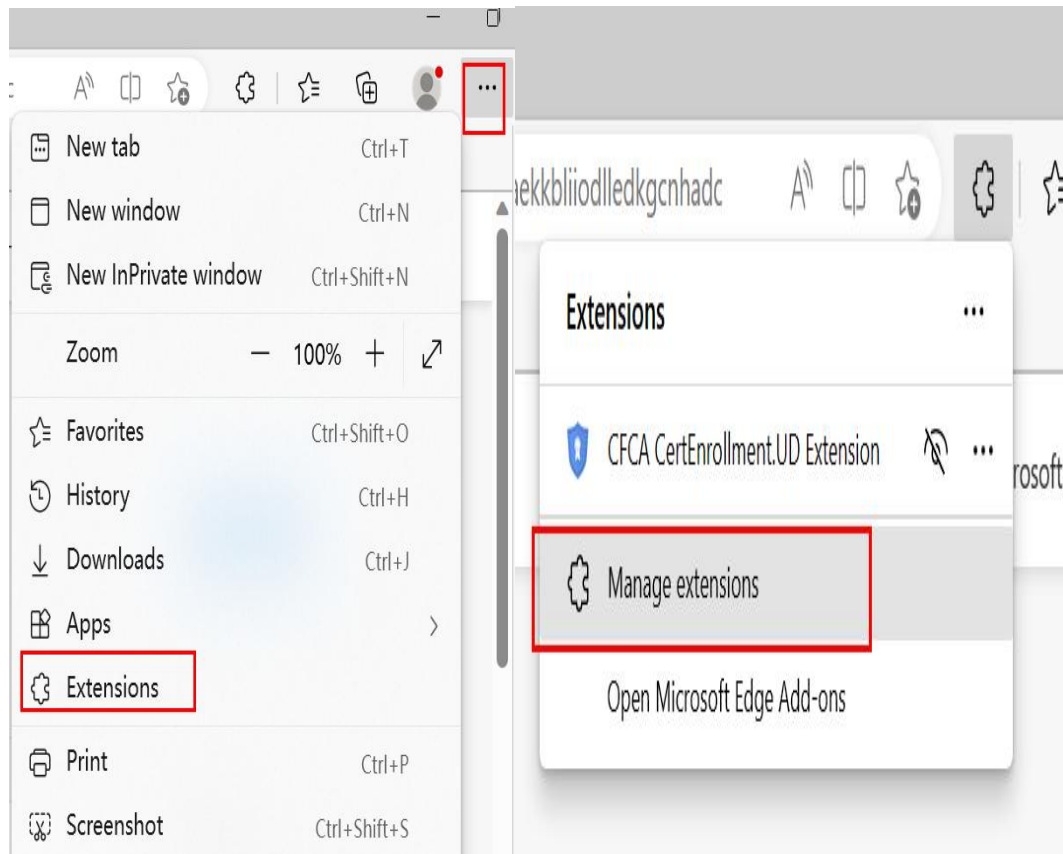 New tab Ctrl+T
New window Ctrl+N
New InPrivate window Ctrl+Shift+N
Zoom — 100% +
Favorites Ctrl+Shift+O
History Ctrl+H
Downloads Ctrl+J
Apps
Extensions
Print Ctrl+P
Screenshot Ctrl+Shift+S
aekkbliiodlledkgcnhadc
Extensions
CFCA CertEnrollment.UD Extension
rosoft
Manage extensions
Open Microsoft Edge Add-ons